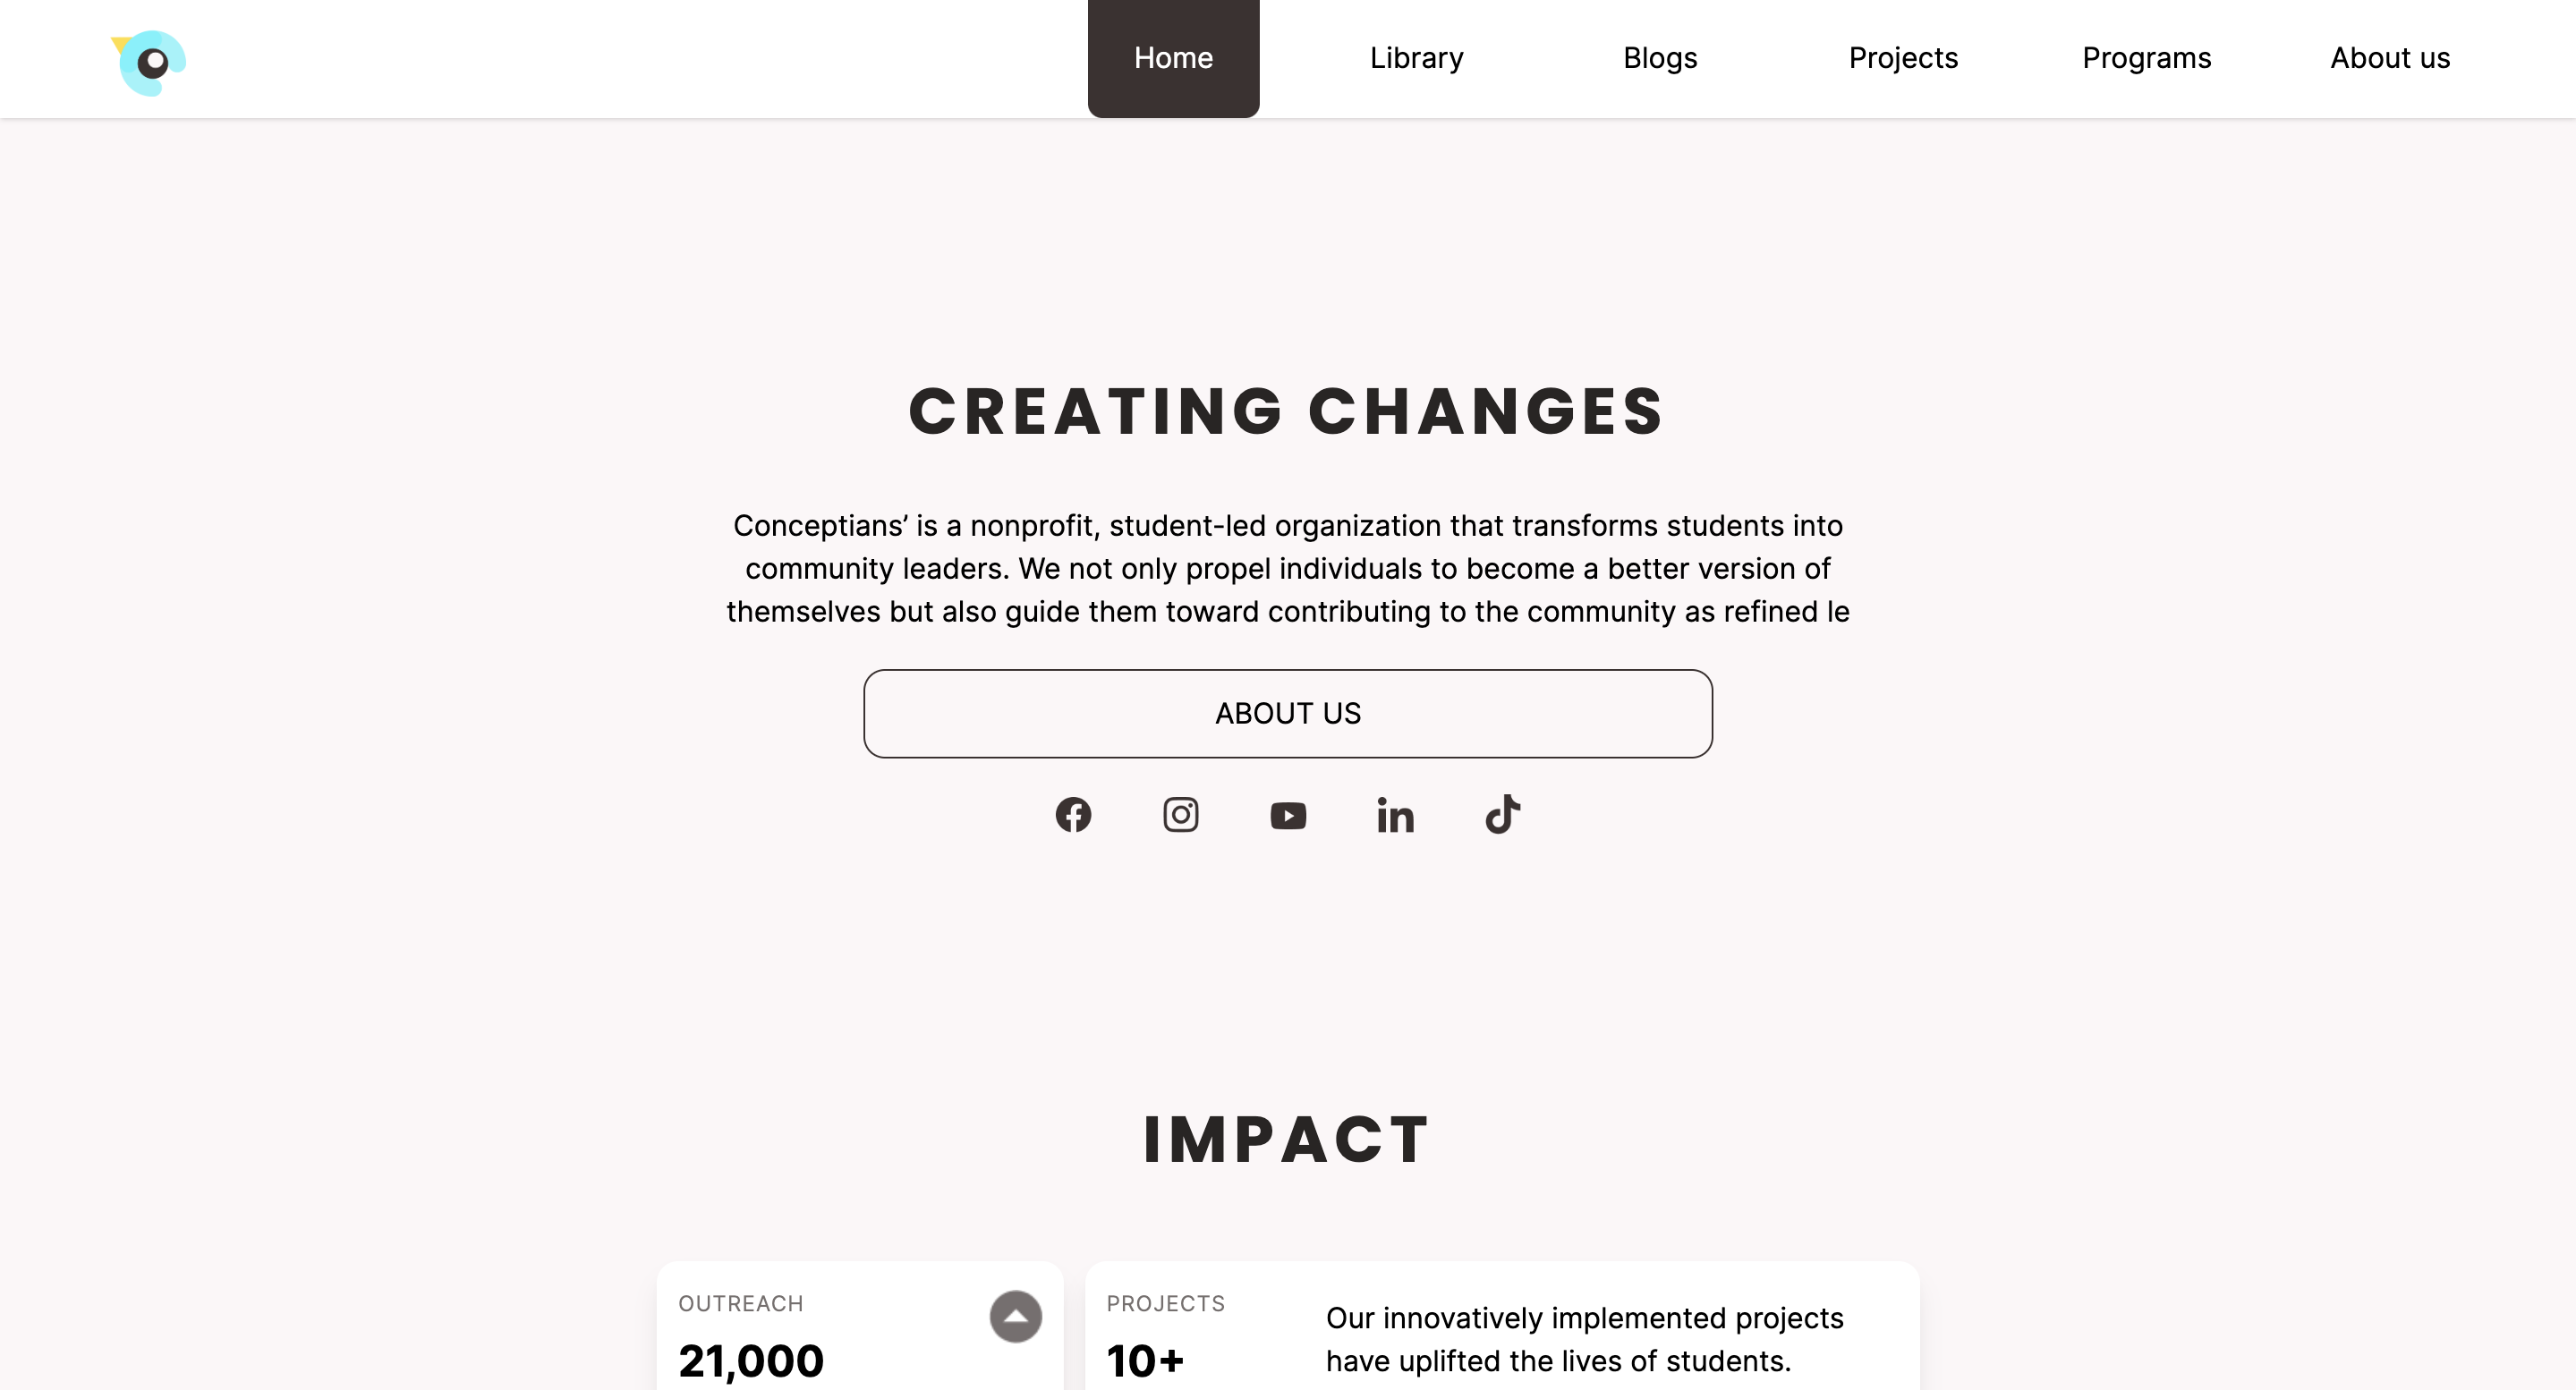 Home Library Blogs Projects Programs About us
CREATING CHANGES
Conceptians’ is a nonprofit, student-led organization that transforms students into
community leaders. We not only propel individuals to become a better version of
themselves but also guide them toward contributing to the community as refined le
ABOUT US
IMPACT
OUTREACH
21,000
PROJECTS
10+
Our innovatively implemented projects
have uplifted the lives of students.